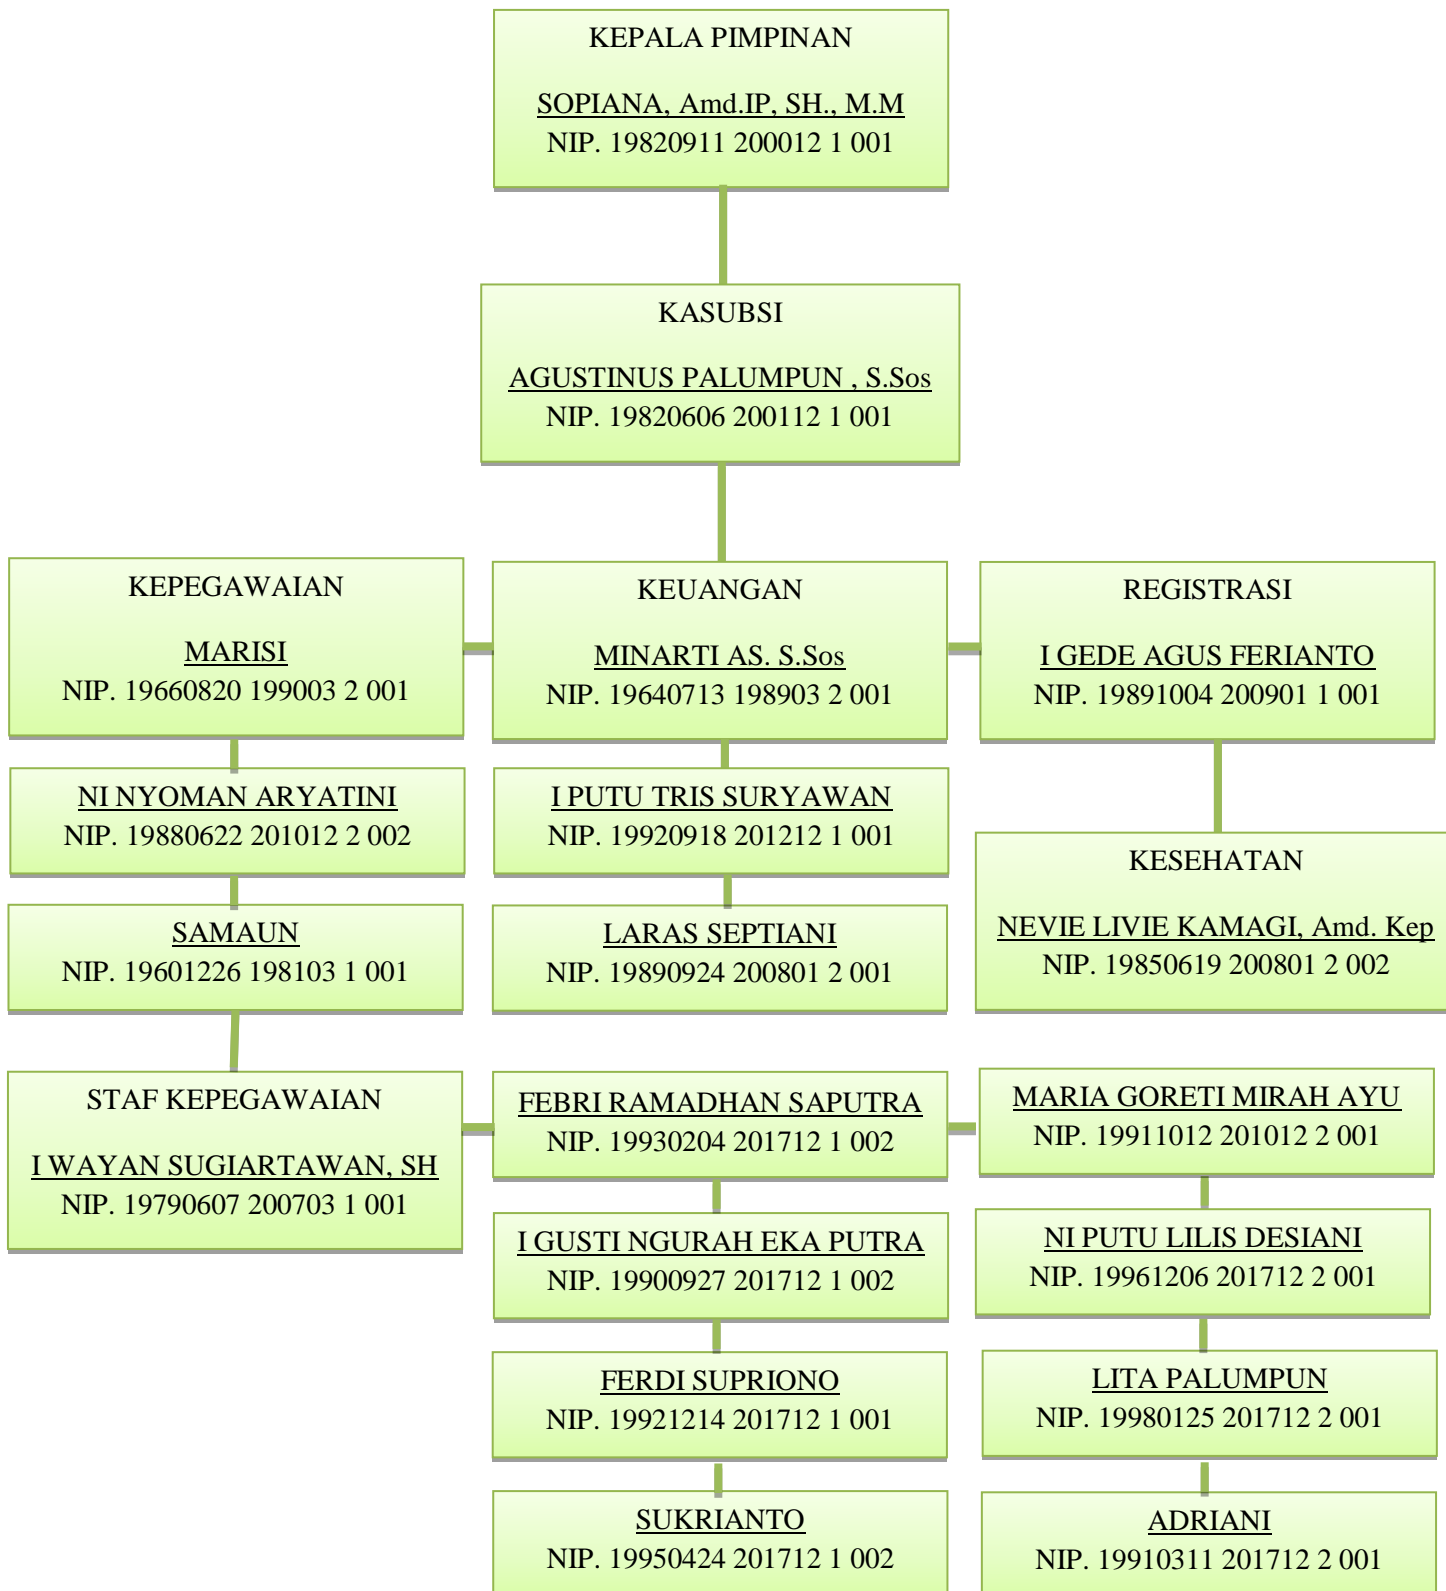 KEPALA PIMPINAN
SOPIANA, Amd.IP, SH., M.M
NIP. 19820911 200012 1 001
KASUBSI
AGUSTINUS PALUMPUN , S.Sos
NIP. 19820606 200112 1 001
KEPEGAWAIAN
MARISI
NIP. 19660820 199003 2 001
KEUANGAN
MINARTI AS. S.Sos
NIP. 19640713 198903 2 001
REGISTRASI
I GEDE AGUS FERIANTO
NIP. 19891004 200901 1 001
NI NYOMAN ARYATINI
NIP. 19880622 201012 2 002
I PUTU TRIS SURYAWAN
NIP. 19920918 201212 1 001
KESEHATAN
NEVIE LIVIE KAMAGI, Amd. Kep
NIP. 19850619 200801 2 002
SAMAUN
NIP. 19601226 198103 1 001
LARAS SEPTIANI
NIP. 19890924 200801 2 001
STAF KEPEGAWAIAN
I WAYAN SUGIARTAWAN, SH
NIP. 19790607 200703 1 001
FEBRI RAMADHAN SAPUTRA
NIP. 19930204 201712 1 002
MARIA GORETI MIRAH AYU
NIP. 19911012 201012 2 001
I GUSTI NGURAH EKA PUTRA
NIP. 19900927 201712 1 002
NI PUTU LILIS DESIANI
NIP. 19961206 201712 2 001
FERDI SUPRIONO
NIP. 19921214 201712 1 001
LITA PALUMPUN
NIP. 19980125 201712 2 001
SUKRIANTO
NIP. 19950424 201712 1 002
ADRIANI
NIP. 19910311 201712 2 001